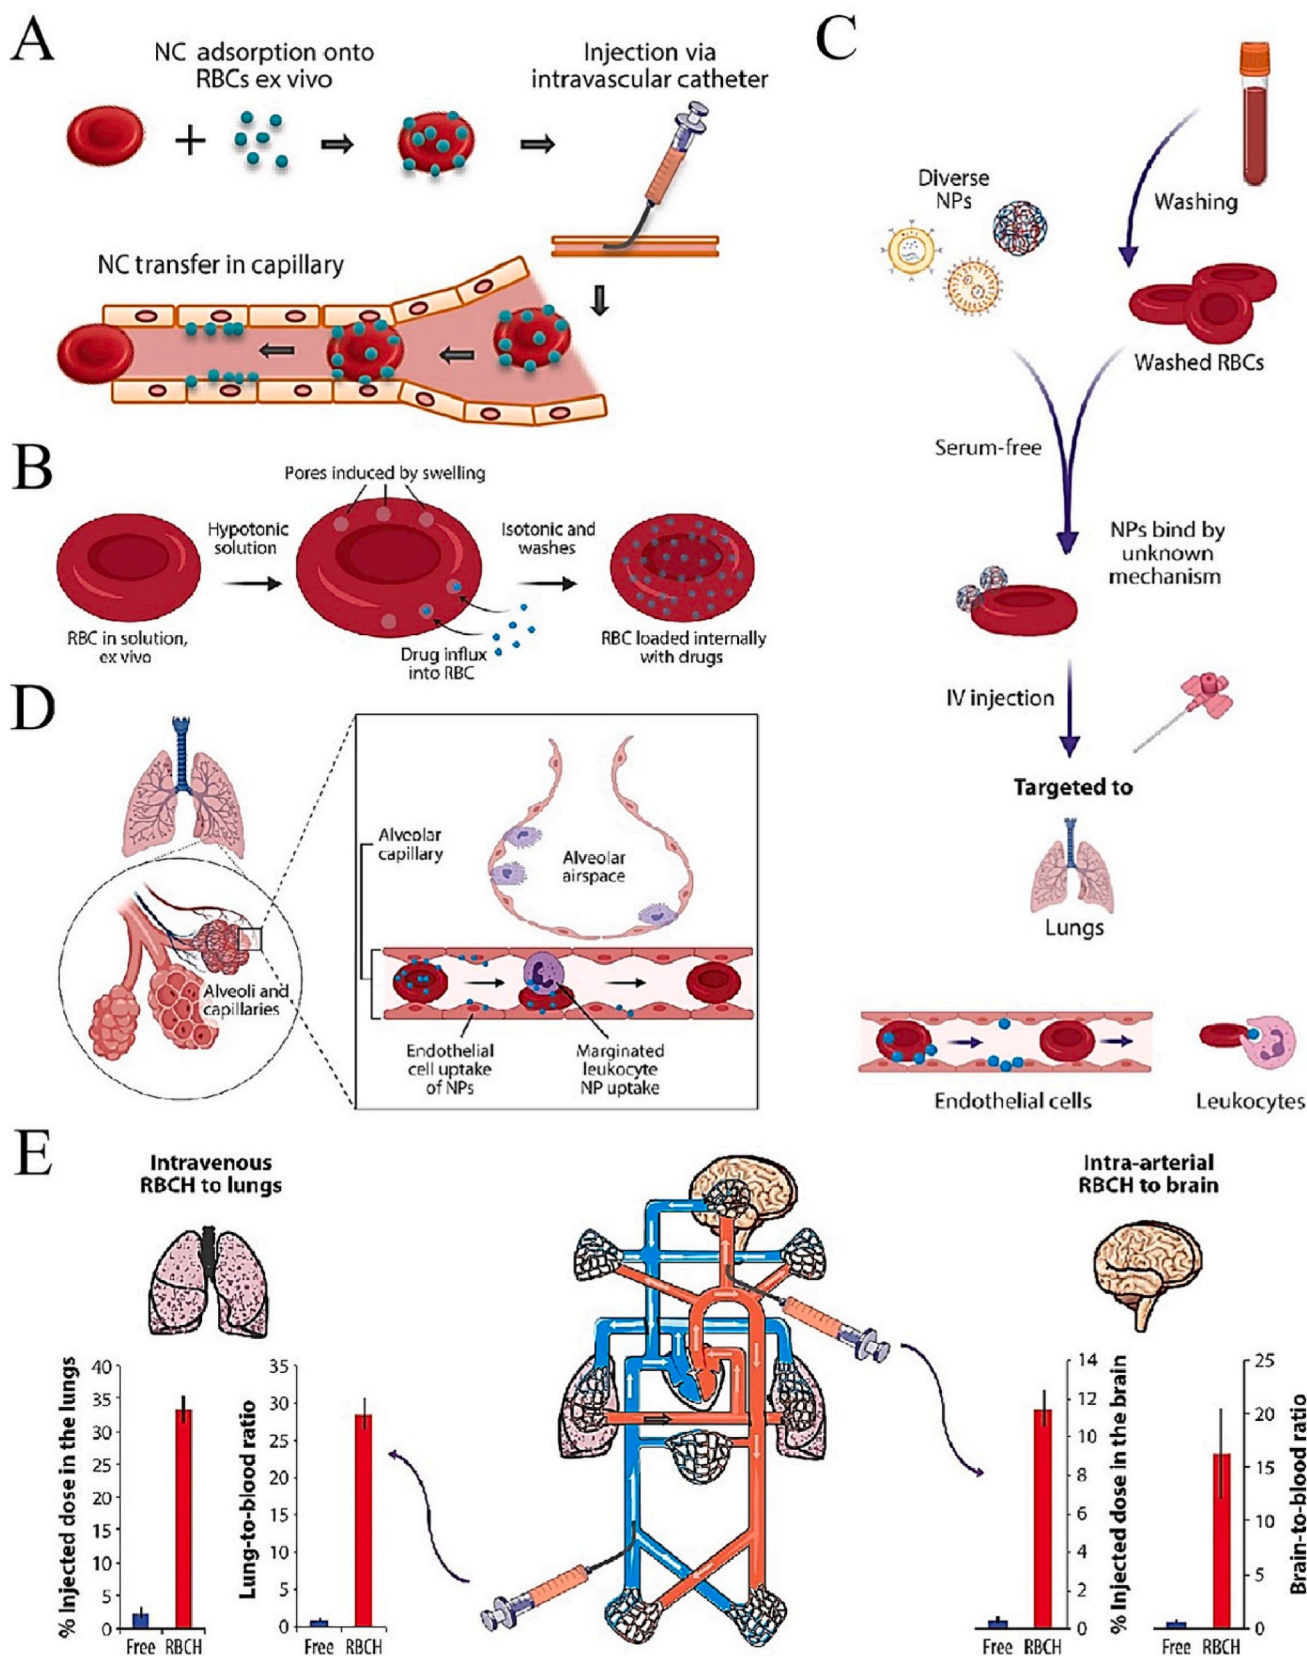 A
NC adsorption onto
RBCs ex vivo
Injection via
intravascular catheter
+
NC transfer in capillary
B
Pores induced by swelling
Hypotonic
solution
Isotonic and
washes
RBC in solution,
ex vivo
Drug influx
into RBC
RBC loaded internally
with drugs
C
Diverse
NPs
Washing
Washed RBCs
Serum-free
NPs bind by
unknown
mechanism
IV injection
Targeted to
Lungs
Endothelial cells
Leukocytes
D
Alveoli and
capillaries
Alveolar
capillary
Alveolar
airspace
Endothelial
cell uptake
of NPs
Marginated
leukocyte
NP uptake
E
Intravenous
RBCH to lungs
% Injected dose in the lungs
40
35
30
25
20
15
10
5
0
Free RBCH
Lung-to-blood ratio
35
30
25
20
15
10
5
0
Free RBCH
Intra-arterial
RBCH to brain
14
12
10
8
6
4
2
0
% Injected dose in the brain
Free RBCH
25
20
15
10
5
0
Brain-to-blood ratio
Free RBCH